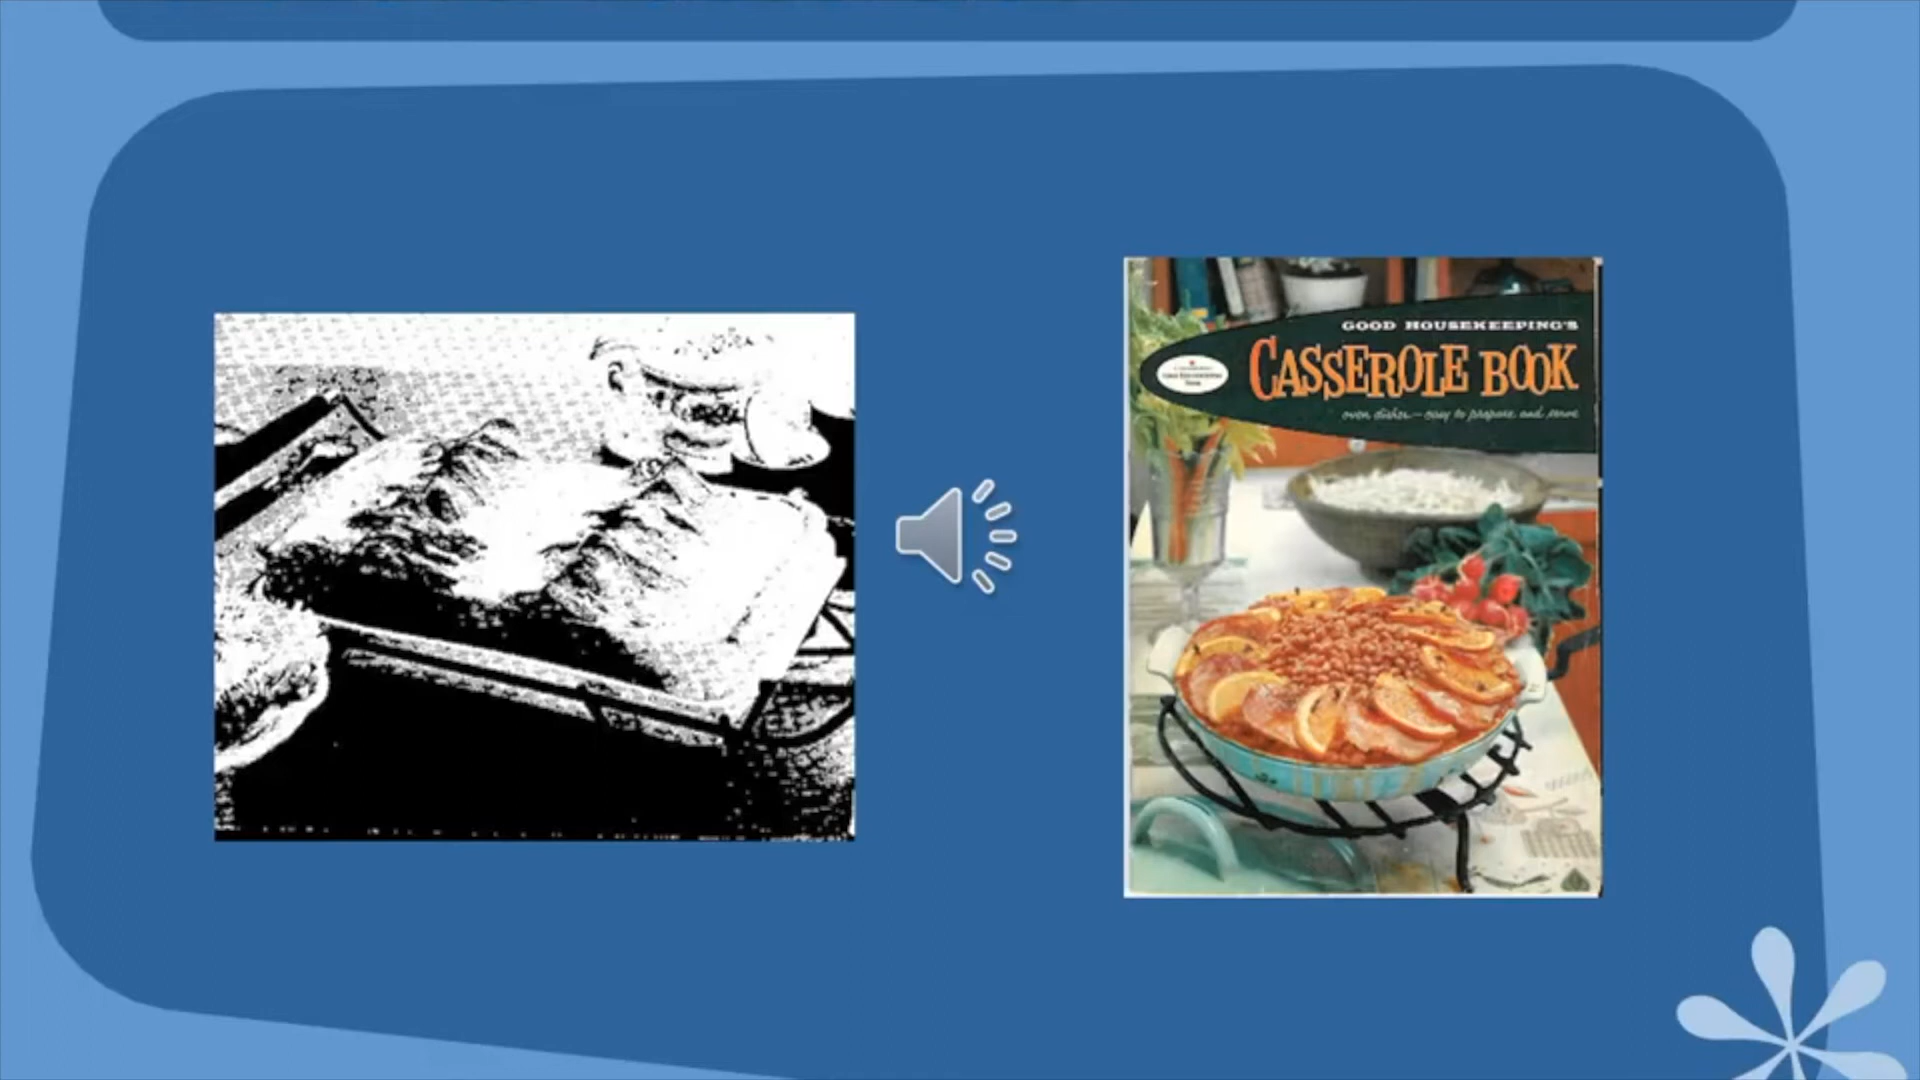 GOOD HOUSEKEEPING'S
CASSEROLE BOOK
oven dishes—easy to prepare and serve